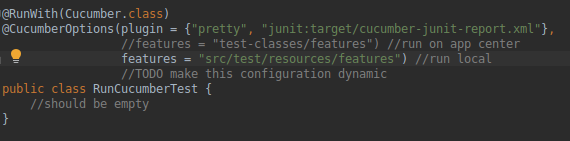 @RunWith(Cucumber.class)
@CucumberOptions(plugin = {"pretty", "junit:target/cucumber-junit-report.xml"},
//features = "test-classes/features") //run on app center
features = "src/test/resources/features") //run local
//TODO make this configuration dynamic
public class RunCucumberTest {
//should be empty
}